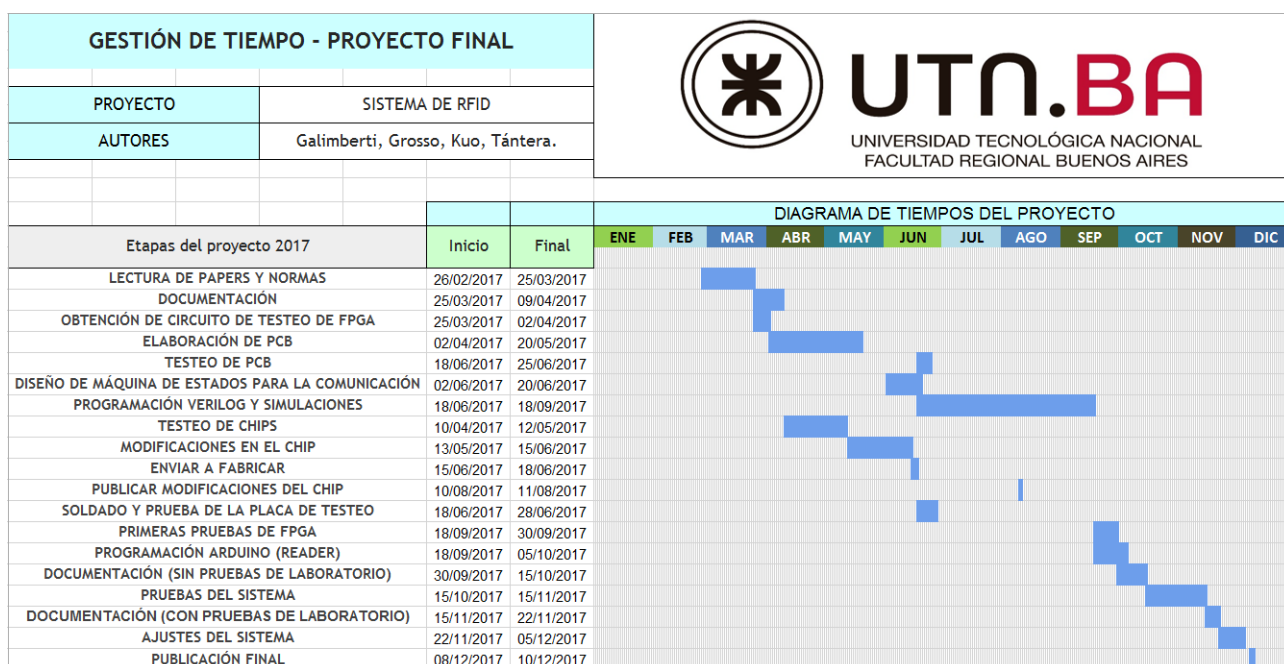 GESTIÓN DE TIEMPO - PROYECTO FINAL
PROYECTO SISTEMA DE RFID
AUTORES Galimberti, Grosso, Kuo, Tántera.
UTN.BA
UNIVERSIDAD TECNOLÓGICA NACIONAL
FACULTAD REGIONAL BUENOS AIRES
DIAGRAMA DE TIEMPOS DEL PROYECTO
Etapas del proyecto 2017 Inicio Final ENE FEB MAR ABR MAY JUN JUL AGO SEP OCT NOV DIC
LECTURA DE PAPERS Y NORMAS 26/02/2017 25/03/2017
DOCUMENTACIÓN 25/03/2017 09/04/2017
OBTENCIÓN DE CIRCUITO DE TESTEO DE FPGA 25/03/2017 02/04/2017
ELABORACIÓN DE PCB 02/04/2017 20/05/2017
TESTEO DE PCB 18/06/2017 25/06/2017
DISEÑO DE MÁQUINA DE ESTADOS PARA LA COMUNICACIÓN 02/06/2017 20/06/2017
PROGRAMACIÓN VERILOG Y SIMULACIONES 18/06/2017 18/09/2017
TESTEO DE CHIPS 10/04/2017 12/05/2017
MODIFICACIONES EN EL CHIP 13/05/2017 15/06/2017
ENVIAR A FABRICAR 15/06/2017 18/06/2017
PUBLICAR MODIFICACIONES DEL CHIP 10/08/2017 11/08/2017
SOLDADO Y PRUEBA DE LA PLACA DE TESTEO 18/06/2017 28/06/2017
PRIMERAS PRUEBAS DE FPGA 18/09/2017 30/09/2017
PROGRAMACIÓN ARDUINO (READER) 18/09/2017 05/10/2017
DOCUMENTACIÓN (SIN PRUEBAS DE LABORATORIO) 30/09/2017 15/10/2017
PRUEBAS DEL SISTEMA 15/10/2017 15/11/2017
DOCUMENTACIÓN (CON PRUEBAS DE LABORATORIO) 15/11/2017 22/11/2017
AJUSTES DEL SISTEMA 22/11/2017 05/12/2017
PUBLICACIÓN FINAL 08/12/2017 10/12/2017